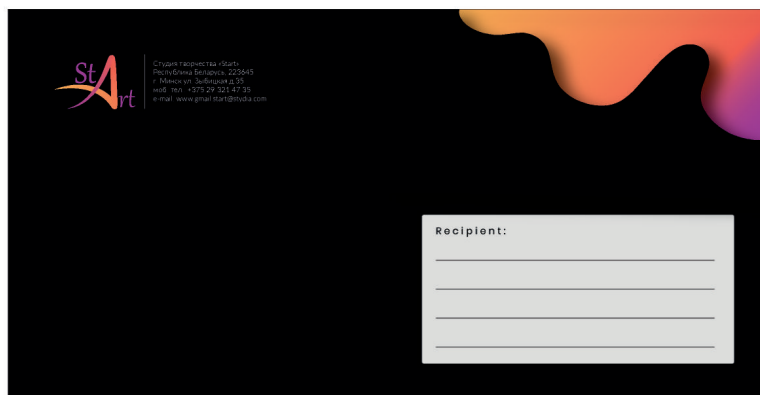 StArt
Студия творчества «Start»
Республика Беларусь, 223645
г. Минск ул. Зыбицкая д.35
моб. тел. +375 29 321 47 35
e-mail: www.gmail.start@stydia.com
Recipient: